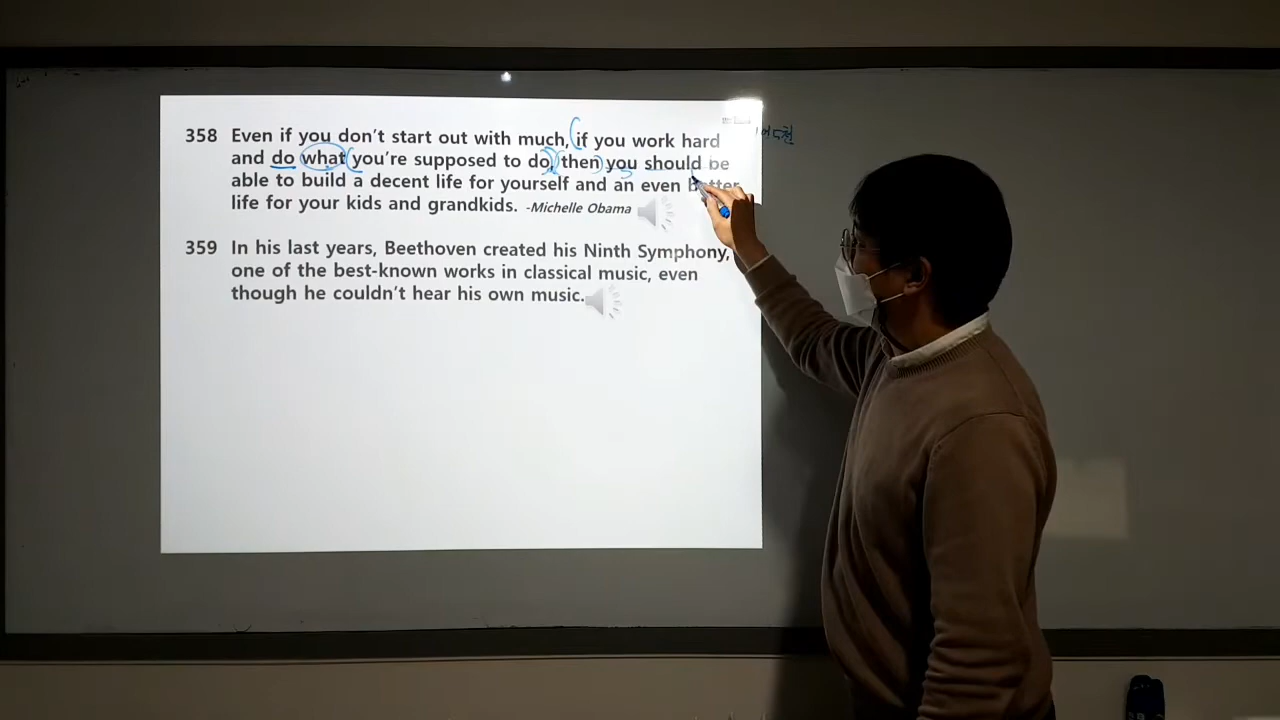 358 Even if you don't start out with much, if you work hard
and do what you're supposed to do, then you should be
able to build a decent life for yourself and an even better
life for your kids and grandkids. -Michelle Obama
359 In his last years, Beethoven created his Ninth Symphony,
one of the best-known works in classical music, even
though he couldn't hear his own music.